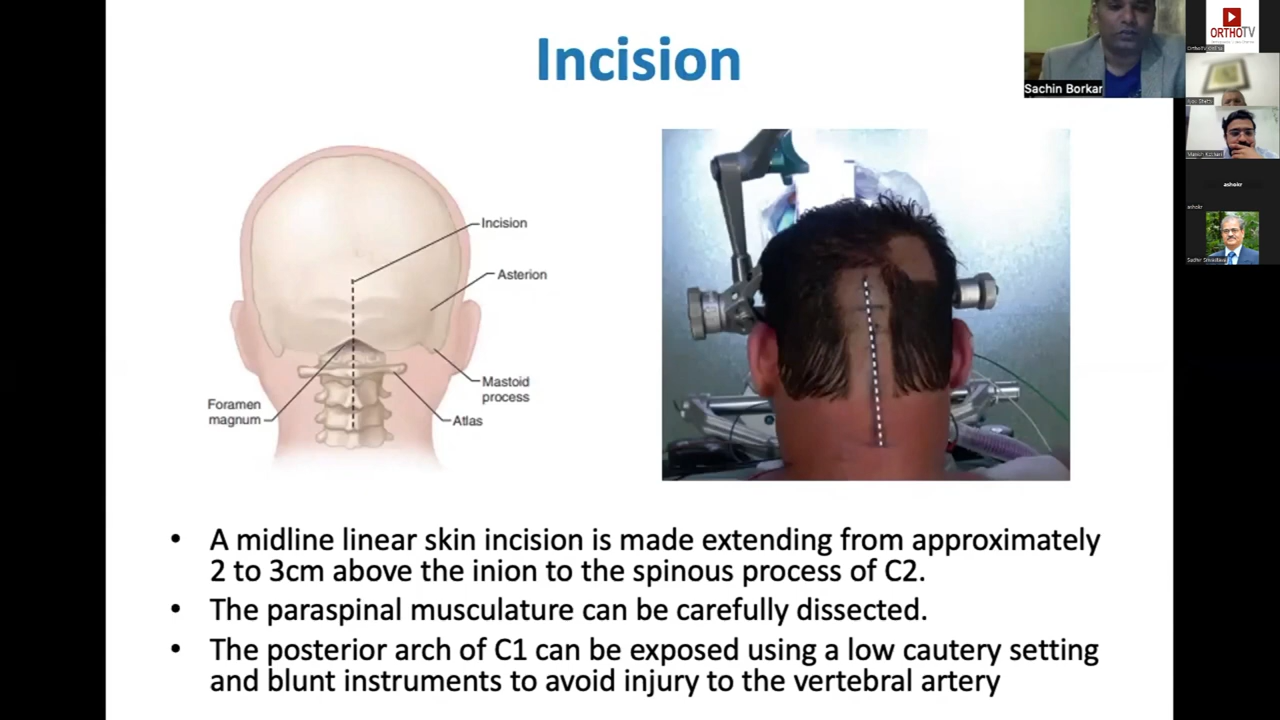 Incision
Sachin Borkar
ORTHOTV
ashokr
ashokr
Incision
Asterion
Mastoid
process
Foramen
magnum
Atlas
• A midline linear skin incision is made extending from approximately
2 to 3cm above the inion to the spinous process of C2.
• The paraspinal musculature can be carefully dissected.
• The posterior arch of C1 can be exposed using a low cautery setting
and blunt instruments to avoid injury to the vertebral artery